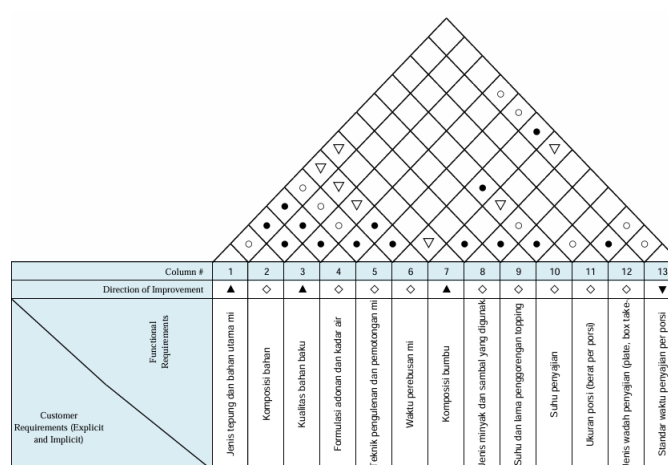 Column # 1 2 3 4 5 6 7 8 9 10 11 12 13
Direction of Improvement ▲ ◇ ▲ ◇ ◇ ◇ ▲ ◇ ◇ ◇ ◇ ◇ ▼
Functional
Requirements
Customer
Requirements (Explicit
and Implicit)
Jenis tepung dan bahan utama mi
Komposisi bahan
Kualitas bahan baku
Formulasi adonan dan kadar air
Teknik pengulenan dan pemotongan mi
Waktu perebusan mi
Komposisi bumbu
Jenis minyak dan sambal yang digunak
Suhu dan lama penggorengan topping
Suhu penyajian
Ukuran porsi (berat per porsi)
Jenis wadah penyajian (plate, box take-
Standar waktu penyajian per porsi